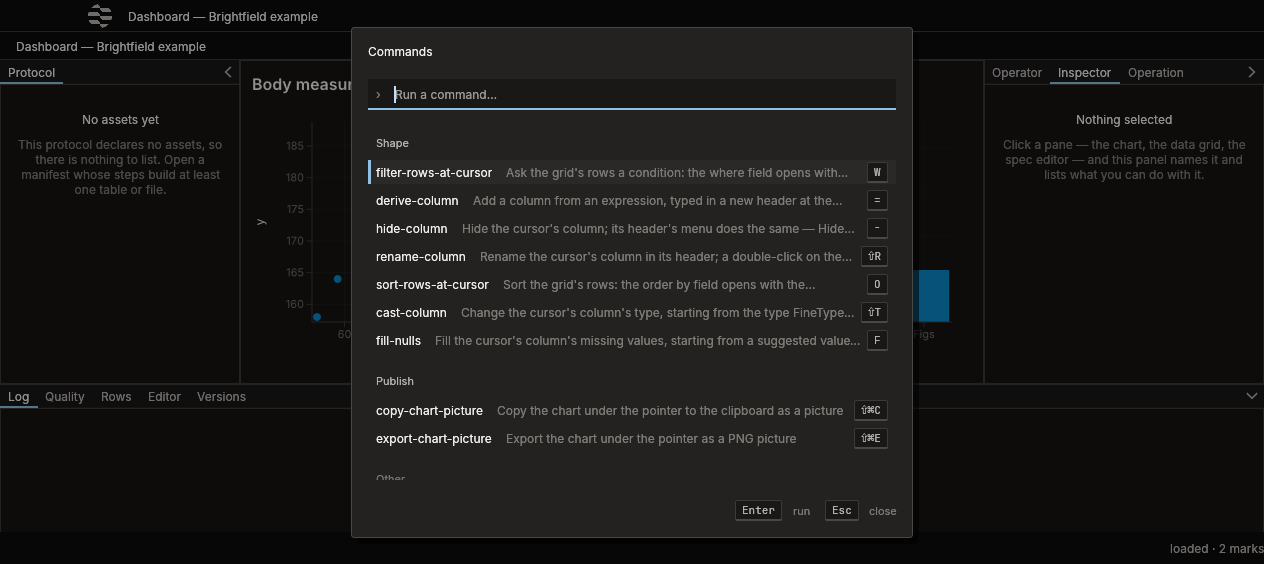 Dashboard — Brightfield example
Dashboard — Brightfield example
Protocol
No assets yet
This protocol declares no assets, so
there is nothing to list. Open a
manifest whose steps build at least
one table or file.
Body measur
185
180
175
170
165
160
y
60
Commands
› Run a command...
Shape
filter-rows-at-cursor Ask the grid's rows a condition: the where field opens with... W
derive-column Add a column from an expression, typed in a new header at the... =
hide-column Hide the cursor's column; its header's menu does the same — Hide... -
rename-column Rename the cursor's column in its header; a double-click on the... ⇧R
sort-rows-at-cursor Sort the grid's rows: the order by field opens with the... O
cast-column Change the cursor's column's type, starting from the type FineType... ⇧T
fill-nulls Fill the cursor's column's missing values, starting from a suggested value... F
Publish
copy-chart-picture Copy the chart under the pointer to the clipboard as a picture ⇧⌘C
export-chart-picture Export the chart under the pointer as a PNG picture ⇧⌘E
Other
Enter run Esc close
Figs
Operator Inspector Operation
Nothing selected
Click a pane — the chart, the data grid, the
spec editor — and this panel names it and
lists what you can do with it.
Log Quality Rows Editor Versions
loaded · 2 marks